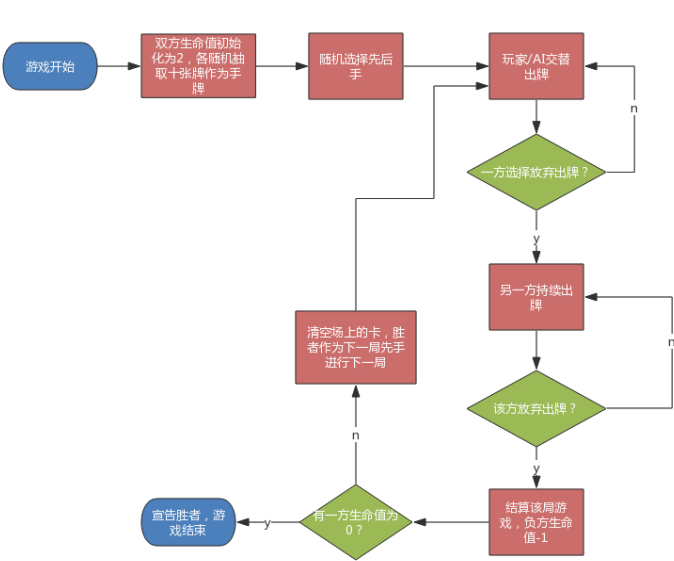 游戏开始
双方生命值初始
化为2，各随机抽
取十张牌作为手
牌
随机选择先后
手
玩家/AI交替
出牌
n
一方选择放弃出牌？
y
另一方持续出
牌
n
该方放弃出牌？
y
结算该局游
戏，负方生命
值-1
有一方生命值为
0？
n
清空场上的卡，胜
者作为下一局先手
进行下一局
y
宣告胜者，游
戏结束